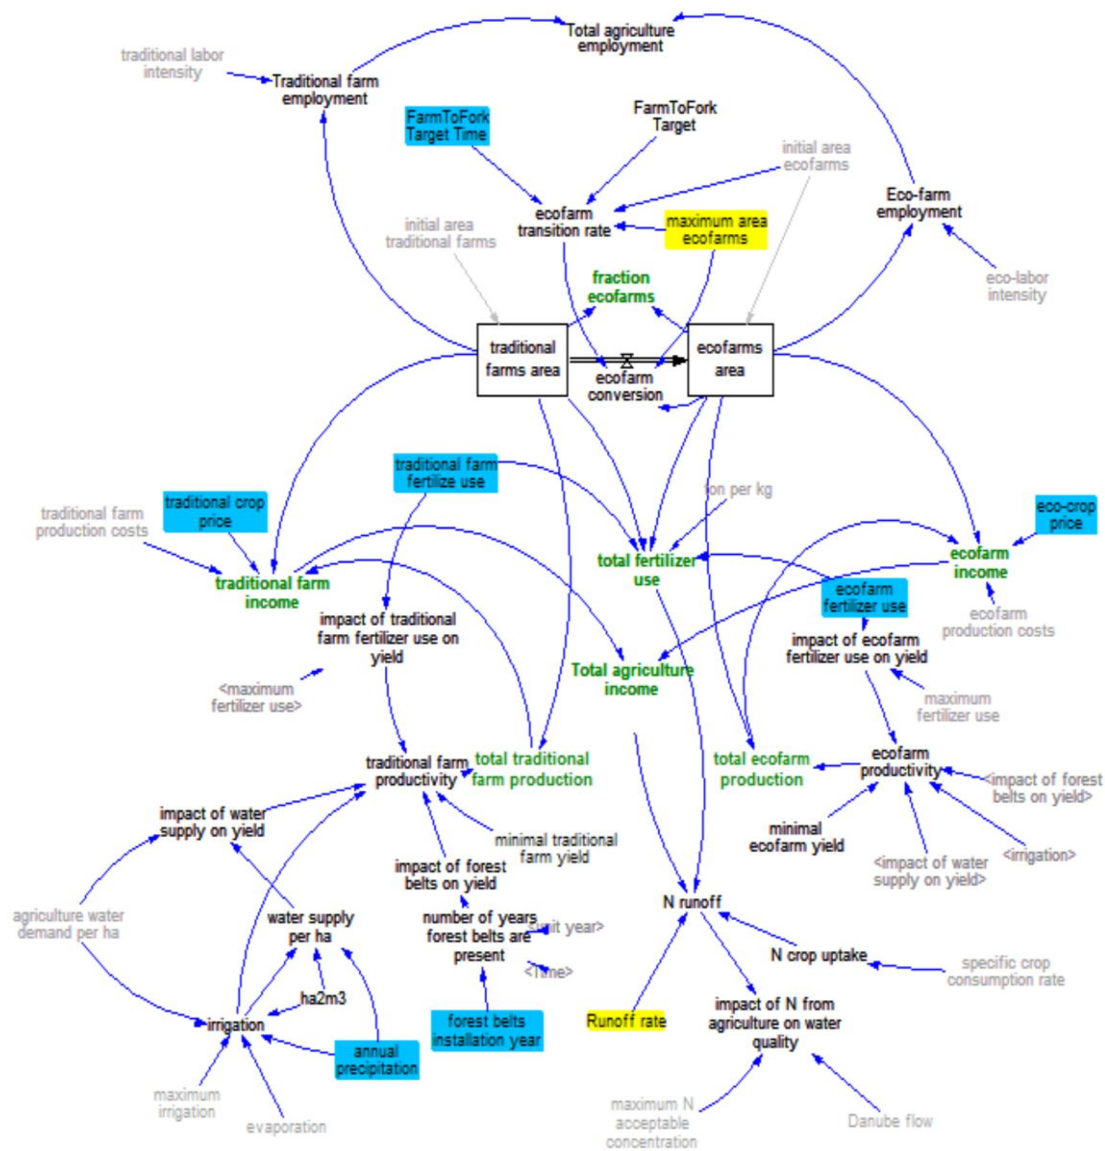 Total agriculture
employment
traditional labor
intensity
Traditional farm
employment
FarmToFork
Target Time
FarmToFork
Target
initial area
ecofarms
Eco-farm
employment
ecofarm
transition rate
initial area
traditional farms
maximum area
ecofarms
eco-labor
intensity
fraction
ecofarms
traditional
farms area
ecofarms
area
ecofarm
conversion
traditional farm
fertilize use
traditional farm
production costs
traditional crop
price
ton per kg
eco-crop
price
total fertilizer
use
ecofarm
income
traditional farm
income
ecofarm
fertilizer use
ecofarm
production costs
impact of traditional
farm fertilizer use on
yield
impact of ecofarm
fertilizer use on yield
Total agriculture
income
<maximum
fertilizer use>
maximum
fertilizer use
traditional farm
productivity
total traditional
farm production
total ecofarm
production
ecofarm
productivity
<impact of forest
belts on yield>
impact of water
supply on yield
minimal traditional
farm yield
minimal
ecofarm yield
<irrigation>
impact of forest
belts on yield
<impact of water
supply on yield>
agriculture water
demand per ha
water supply
per ha
number of years
forest belts are
present
<unit year>
<Time>
N runoff
N crop uptake
specific crop
consumption rate
ha2m3
irrigation
forest belts
installation year
Runoff rate
impact of N from
agriculture on water
quality
annual
precipitation
maximum
irrigation
evaporation
maximum N
acceptable
concentration
Danube flow